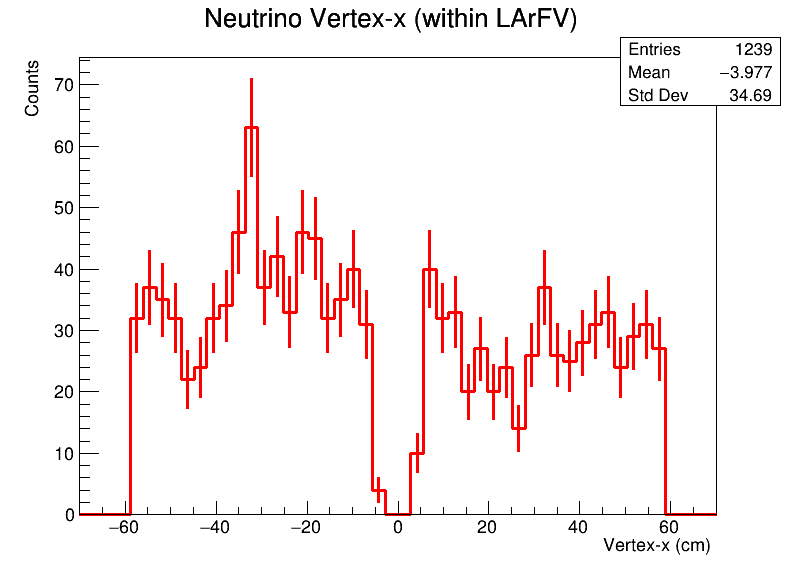 Neutrino Vertex-x (within LArFV)
Entries 1239
Mean −3.977
Std Dev 34.69
Counts
70
60
50
40
30
20
10
0
−60 −40 −20 0 20 40 60
Vertex-x (cm)